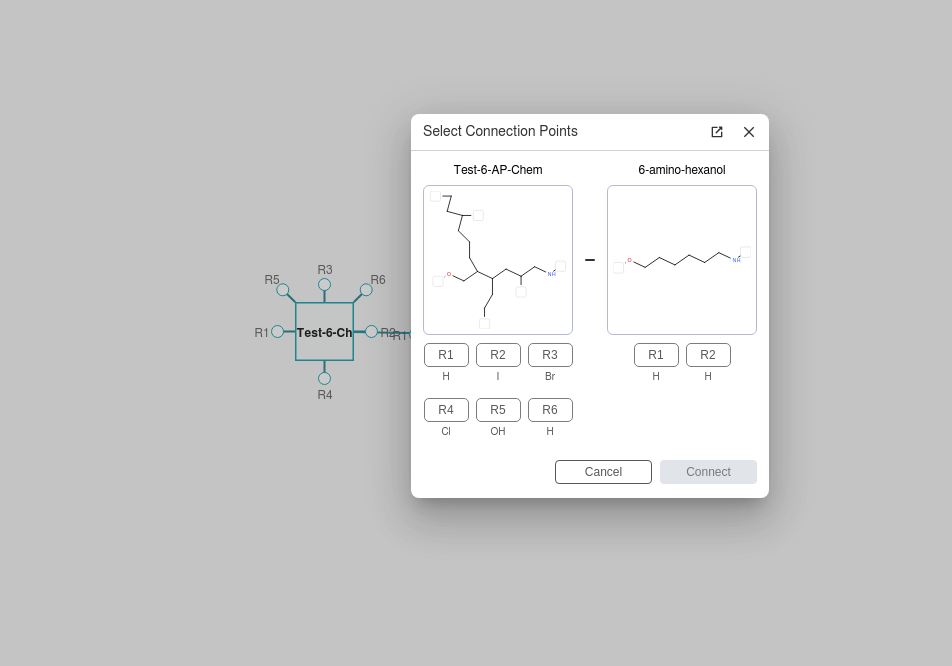 Select Connection Points
Test-6-AP-Chem
6-amino-hexanol
O
NH
O
NH
R1 R2 R3
H I Br
R4 R5 R6
Cl OH H
R1 R2
H H
Cancel
Connect
R5 R3 R6
R1 Test-6-Ch R2 R1
R4